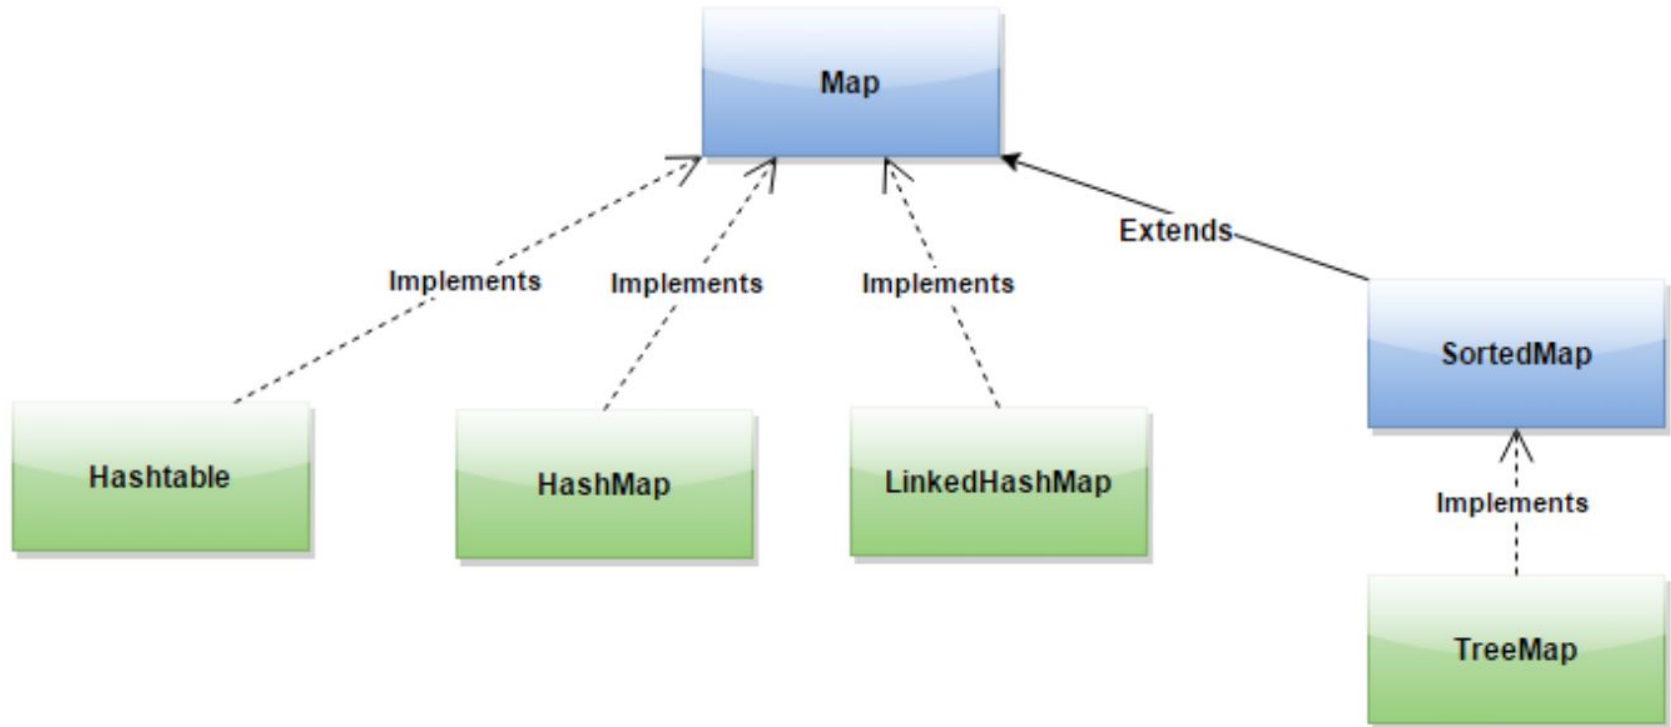 Map
Extends
Implements
Implements
Implements
SortedMap
Hashtable
HashMap
LinkedHashMap
Implements
TreeMap